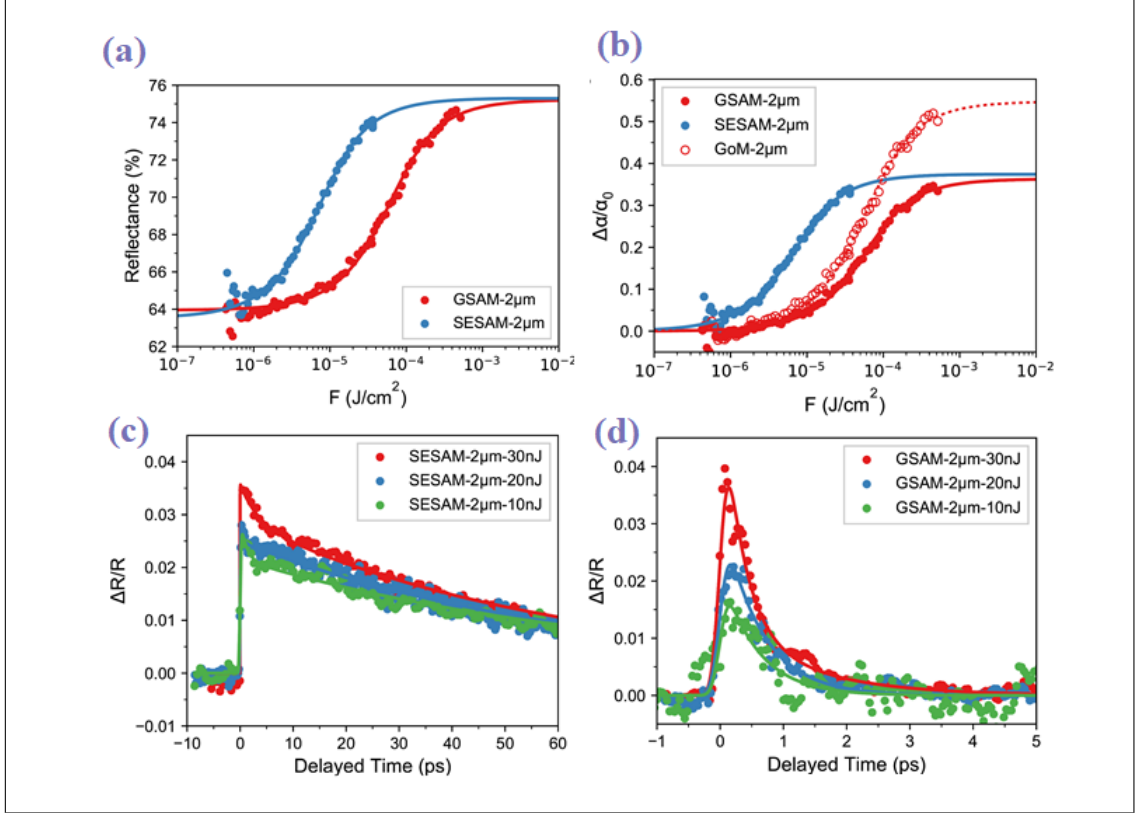 (a)
76
74
72
70
68
66
64
62
Reflectance (%)
GSAM-2μm
SESAM-2μm
10⁻⁷ 10⁻⁶ 10⁻⁵ 10⁻⁴ 10⁻³ 10⁻²
F (J/cm²)
(b)
0.6
0.5
0.4
0.3
0.2
0.1
0.0
Δα/α₀
GSAM-2μm
SESAM-2μm
GoM-2μm
10⁻⁷ 10⁻⁶ 10⁻⁵ 10⁻⁴ 10⁻³ 10⁻²
F (J/cm²)
(c)
0.04
0.03
0.02
0.01
0.00
−0.01
ΔR/R
SESAM-2μm-30nJ
SESAM-2μm-20nJ
SESAM-2μm-10nJ
−10 0 10 20 30 40 50 60
Delayed Time (ps)
(d)
0.04
0.03
0.02
0.01
0.00
ΔR/R
GSAM-2μm-30nJ
GSAM-2μm-20nJ
GSAM-2μm-10nJ
−1 0 1 2 3 4 5
Delayed Time (ps)